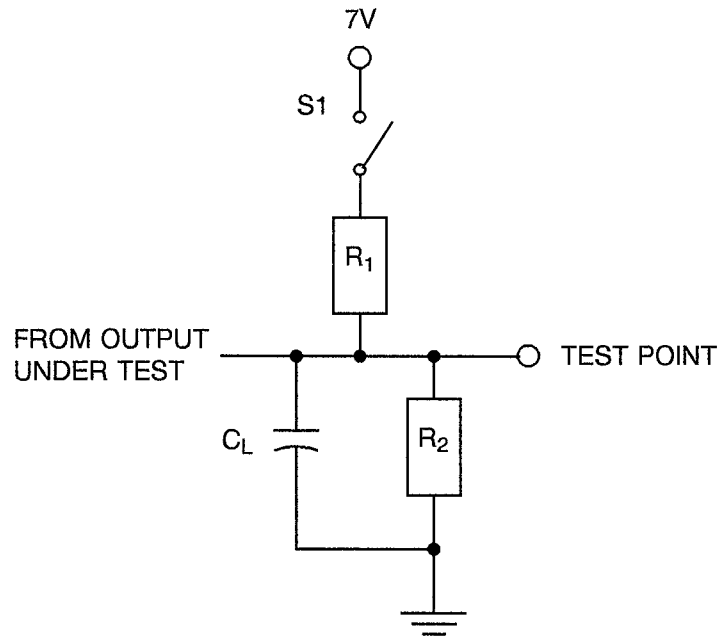 7V
S1
R1
FROM OUTPUT
UNDER TEST
TEST POINT
CL
R2